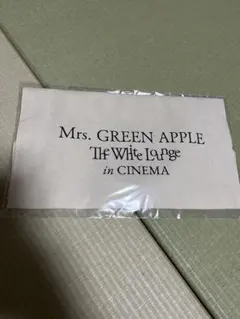 Mrs. GREEN APPLE
The White Lounge
in CINEMA